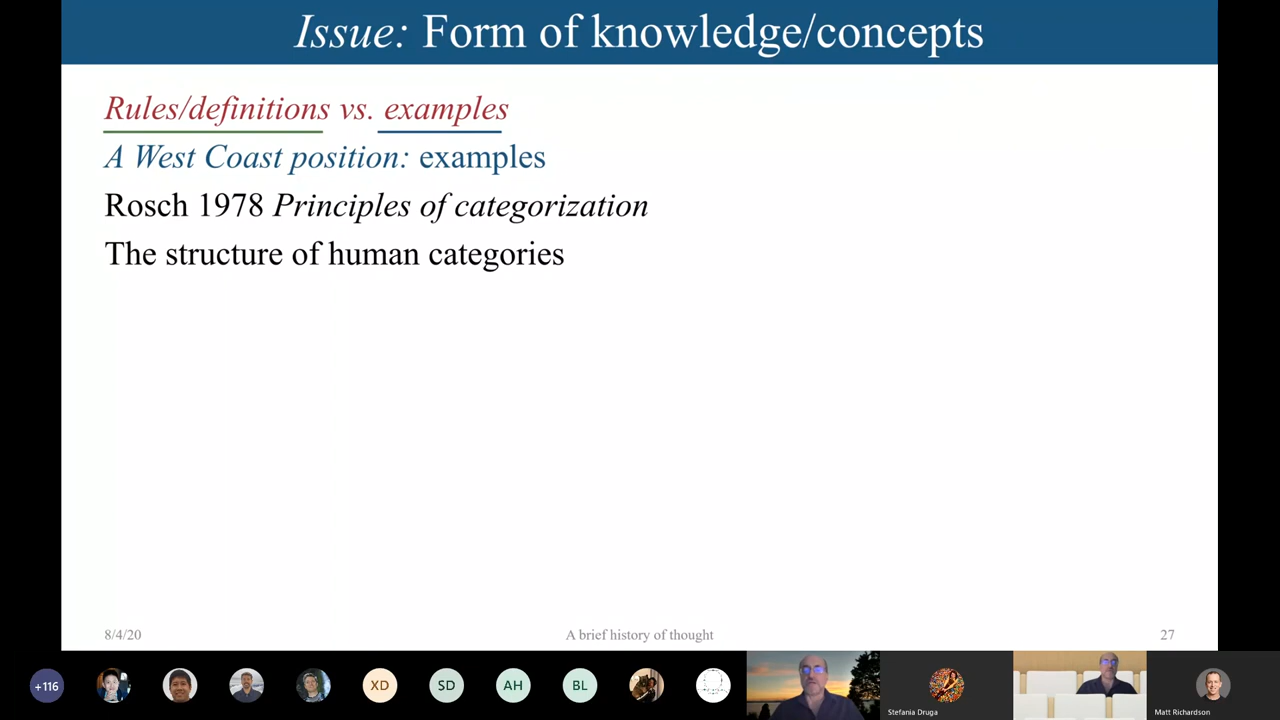 Issue: Form of knowledge/concepts
Rules/definitions vs. examples
A West Coast position: examples
Rosch 1978 Principles of categorization
The structure of human categories
8/4/20
A brief history of thought
27
+116
XD
SD
AH
BL
Stefania Druga
Matt Richardson